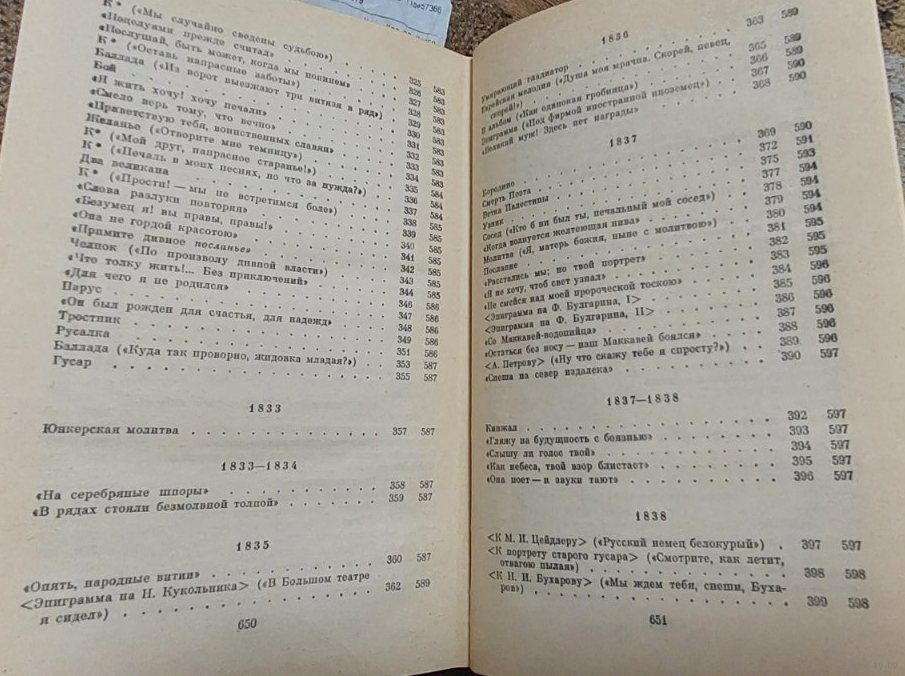 К * («Мы случайно сведены судьбою») 325 583
«Поцелуями прежде считал» 326 583
«Послушай, быть может, когда мы покинем» 327 583
К * («Оставь напрасные заботы») 328 583
Баллада («Из ворот выезжают три витязя в ряд») 329 583
Бой 330 583
«Я жить хочу! хочу печали» 331 583
«Смело верь тому, что вечно» 332 583
«Приветствую тебя, воинственных славян» 333 583
Желанье («Отворите мне темницу») 334 583
К* («Мой друг, напрасное старанье!») 335 584
К * («Печаль в моих песнях, но что за нужда?») 336 584
Два великана 337 584
К * («Прости! — мы не встретимся боле») 338 585
«Слова разлуки повторяя» 339 585
«Безумец я! вы правы, правы!» 340 585
«Она не гордой красотою» 341 585
«Примите дивное посланье» 342 585
Челнок («По произволу дивной власти») 343 585
«Что толку жить!... Без приключений» 344 585
«Для чего я не родился» 346 586
Парус 347 586
«Он был рожден для счастья, для надежд» 348 586
Тростник 349 586
Русалка 351 586
Баллада («Куда так проворно, жидовка младая?») 353 587
Гусар 355 587
1833
Юнкерская молитва 357 587
1833—1834
«На серебряные шпоры» 358 587
«В рядах стояли безмолвной толпой» 359 587
1835
«Опять, народные витии» 360 587
<Эпиграмма на Н. Кукольника> («В Большом театре
я сидел») 362 589
650
1836
Умирающий гладиатор 363 589
Еврейская мелодия («Душа моя мрачна. Скорей, певец,
скорей!») 365 589
В альбом («Как одинокая гробница») 366 589
Эпиграмма («Под фирмой иностранной иноземец») 367 590
«Великий муж! Здесь нет награды» 368 590
1837
Бородино 369 590
Смерть Поэта 372 591
Ветка Палестины 375 593
Узник 377 594
Сосед («Кто б ни был ты, печальный мой сосед») 378 594
«Когда волнуется желтеющая нива» 379 594
Молитва («Я, матерь божия, ныне с молитвою») 380 594
Послание 381 595
«Расстались мы; но твой портрет» 382 595
«Я не хочу, чтоб свет узнал» 383 595
«Не смейся над моей пророческой тоскою» 384 596
<Эпиграмма на Ф. Булгарина, I> 385 596
<Эпиграмма на Ф. Булгарина, II> 386 596
«Се Маккавей-водопийца» 387 596
«Остаться без носу — наш Маккавей боялся» 388 596
<А. Петрову> («Ну что скажу тебе я спросту?») 389 596
«Спеша на север издалека» 390 597
1837—1838
Кинжал 392 597
«Гляжу на будущность с боязнью» 393 597
«Слышу ли голос твой» 394 597
«Как небеса, твой взор блистает» 395 597
«Она поет — и звуки тают» 396 597
1838
<К М. И. Цейдлеру> («Русский немец белокурый») 397 597
<К портрету старого гусара> («Смотрите, как летит,
отвагою пылая») 398 598
<К Н. И. Бухарову> («Мы ждем тебя, спеши, Буха-
ров») 399 598
651